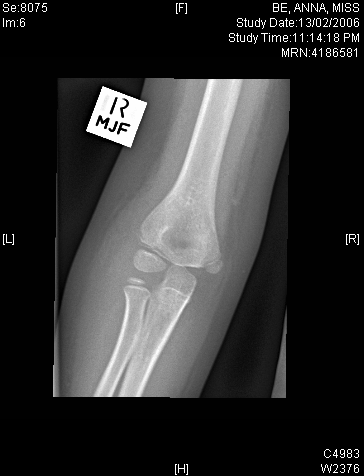 Se:8075
Im:6
[F]
BE, ANNA, MISS
Study Date:13/02/2006
Study Time:11:14:18 PM
MRN:4186581
R
MJF
[L]
[R]
[H]
C4983
W2376